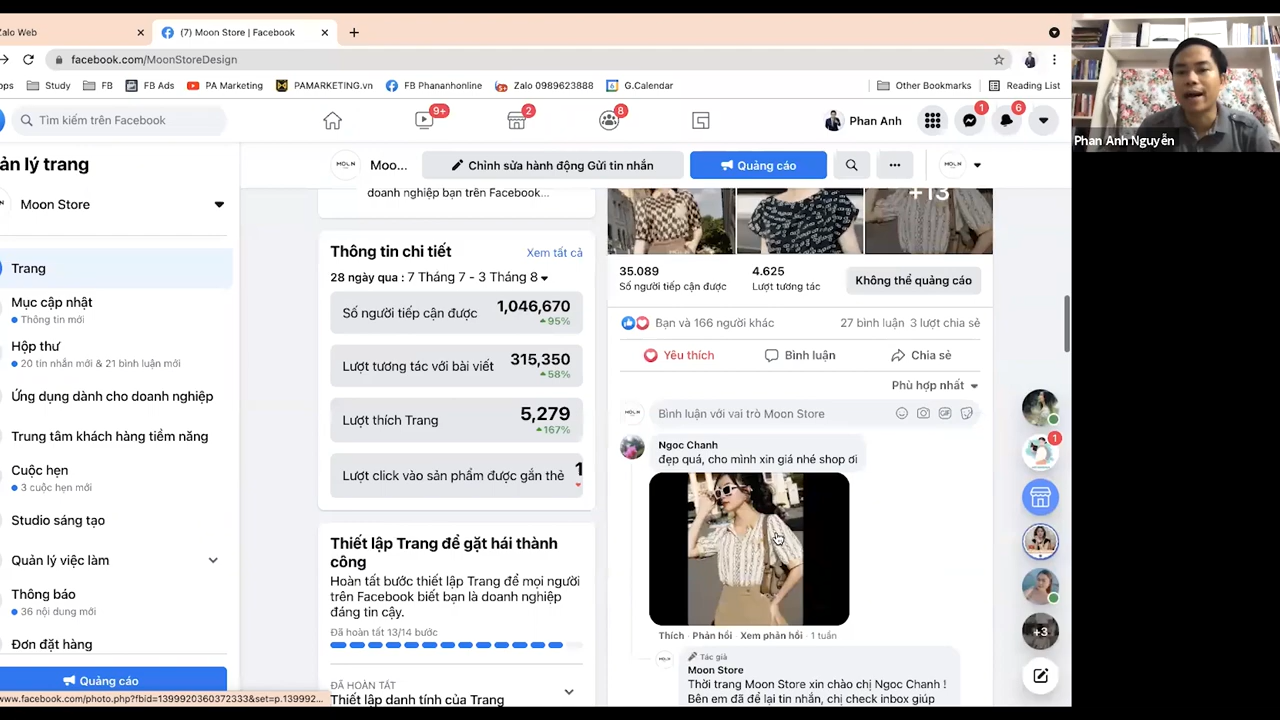 Zalo Web
(7) Moon Store | Facebook
facebook.com/MoonStoreDesign
Study
FB
FB Ads
PA Marketing
PAMARKETING.vn
FB Phananhonline
Zalo 0989623888
G.Calendar
Other Bookmarks
Reading List
Tìm kiếm trên Facebook
9+
2
8
Phan Anh
1
6
Phan Anh Nguyễn
ản lý trang
Moon Store
Trang
Mục cập nhật
Thông tin mới
Hộp thư
20 tin nhắn mới & 21 bình luận mới
Ứng dụng dành cho doanh nghiệp
Trung tâm khách hàng tiềm năng
Cuộc hẹn
3 cuộc hẹn mới
Studio sáng tạo
Quản lý việc làm
Thông báo
36 nội dung mới
Đơn đặt hàng
Quảng cáo
www.facebook.com/photo.php?fbid=1399920360372333&set=p.139992...
Moo...
Chỉnh sửa hành động Gửi tin nhắn
Quảng cáo
doanh nghiệp bạn trên Facebook...
Thông tin chi tiết
Xem tất cả
28 ngày qua : 7 Tháng 7 - 3 Tháng 8
Số người tiếp cận được 1,046,670
95%
Lượt tương tác với bài viết 315,350
58%
Lượt thích Trang 5,279
167%
Lượt click vào sản phẩm được gắn thẻ 1
Thiết lập Trang để gặt hái thành
công
Hoàn tất bước thiết lập Trang để mọi người
trên Facebook biết bạn là doanh nghiệp
đáng tin cậy.
Đã hoàn tất 13/14 bước
ĐÃ HOÀN TẤT
Thiết lập danh tính của Trang
+13
35.089
Số người tiếp cận được
4.625
Lượt tương tác
Không thể quảng cáo
Bạn và 166 người khác
27 bình luận 3 lượt chia sẻ
Yêu thích
Bình luận
Chia sẻ
Phù hợp nhất
Bình luận với vai trò Moon Store
Ngoc Chanh
đẹp quá, cho mình xin giá nhé shop ơi
Thích · Phản hồi · Xem phản hồi · 1 tuần
Tác giả
Moon Store
Thời trang Moon Store xin chào chị Ngoc Chanh !
Bên em đã để lại tin nhắn, chị check inbox giúp
1
+3